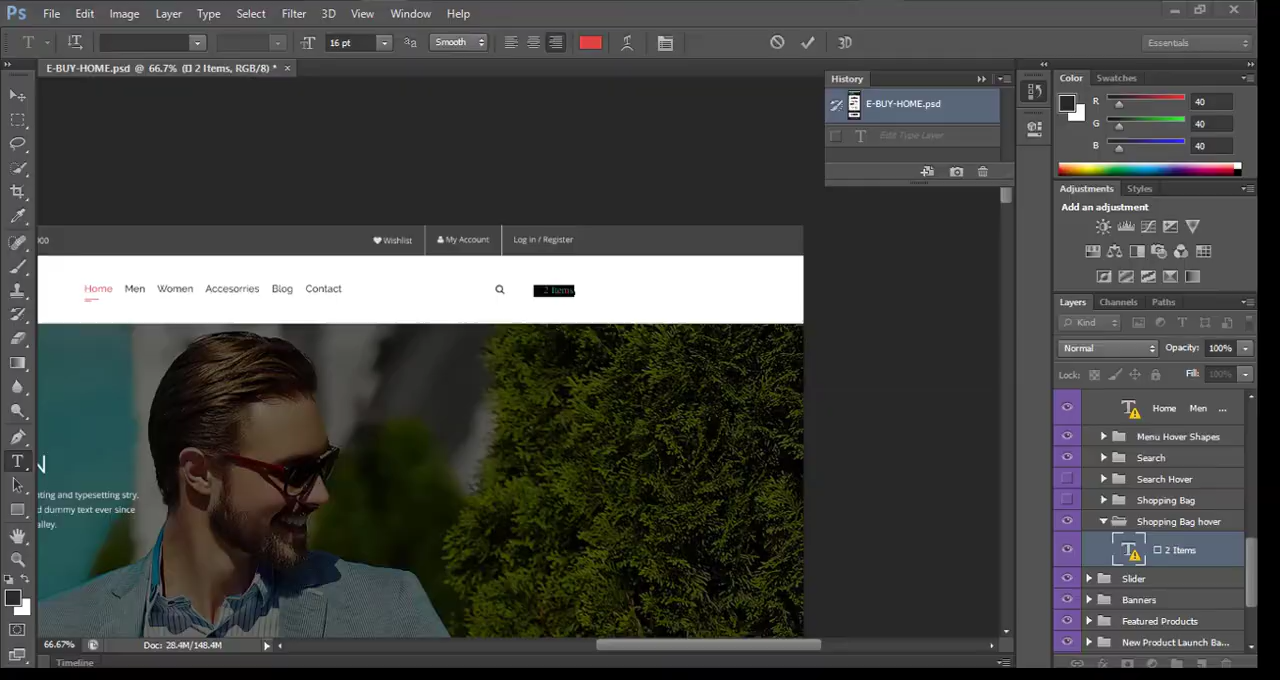 Ps File Edit Image Layer Type Select Filter 3D View Window Help
T 16 pt aa Smooth 3D Essentials
E-BUY-HOME.psd @ 66.7% (□ 2 Items, RGB/8) * ×
History
E-BUY-HOME.psd
T Edit Type Layer
Color Swatches
R 40
G 40
B 40
Adjustments Styles
Add an adjustment
000 Wishlist My Account Log in / Register
Home Men Women Accesorries Blog Contact 2 Items
N
nting and typesetting stry,
d dummy text ever since
alley.
Layers Channels Paths
Kind
Normal Opacity: 100%
Lock: Fill: 100%
T Home Men ...
Menu Hover Shapes
Search
Search Hover
Shopping Bag
Shopping Bag hover
T □ 2 Items
Slider
Banners
Featured Products
New Product Launch Ba...
66.67% Doc: 28.4M/148.4M
Timeline